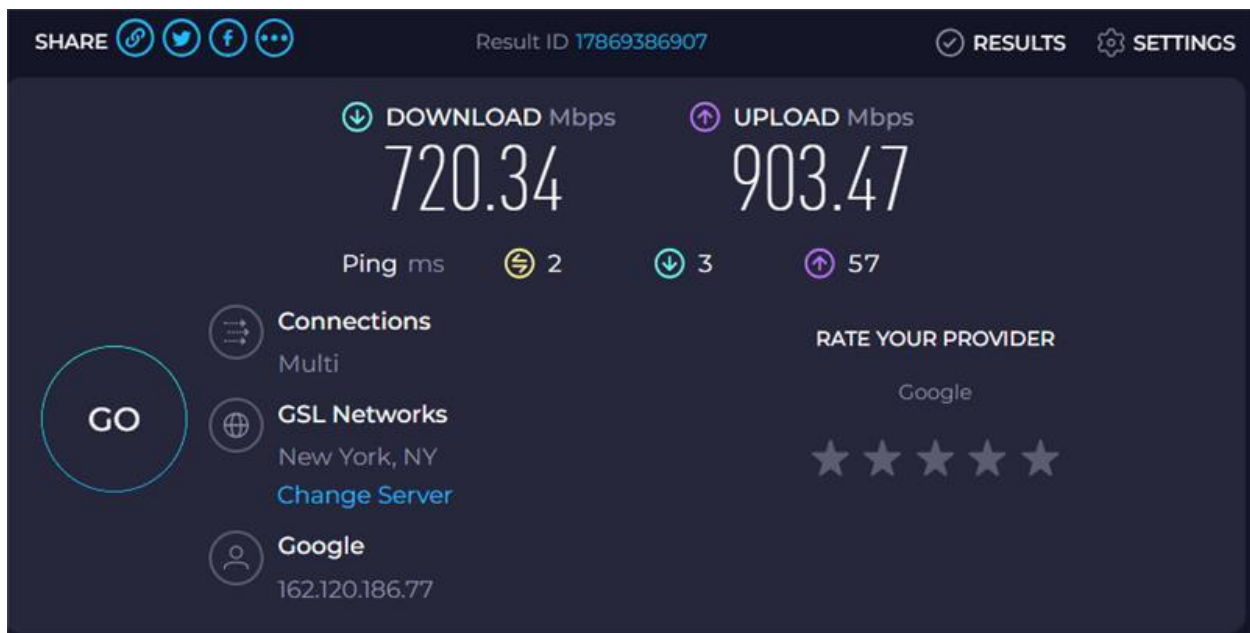 SHARE Result ID 17869386907 RESULTS SETTINGS
DOWNLOAD Mbps UPLOAD Mbps
720.34 903.47
Ping ms 2 3 57
Connections
Multi
GSL Networks
New York, NY
Change Server
Google
162.120.186.77
GO
RATE YOUR PROVIDER
Google